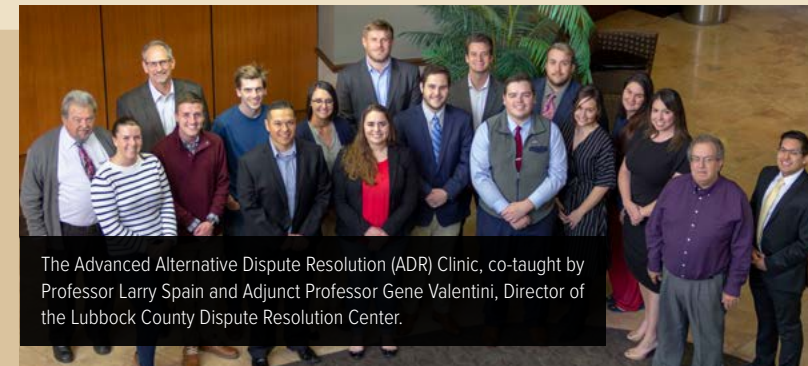 The Advanced Alternative Dispute Resolution (ADR) Clinic, co-taught by
Professor Larry Spain and Adjunct Professor Gene Valentini, Director of
the Lubbock County Dispute Resolution Center.